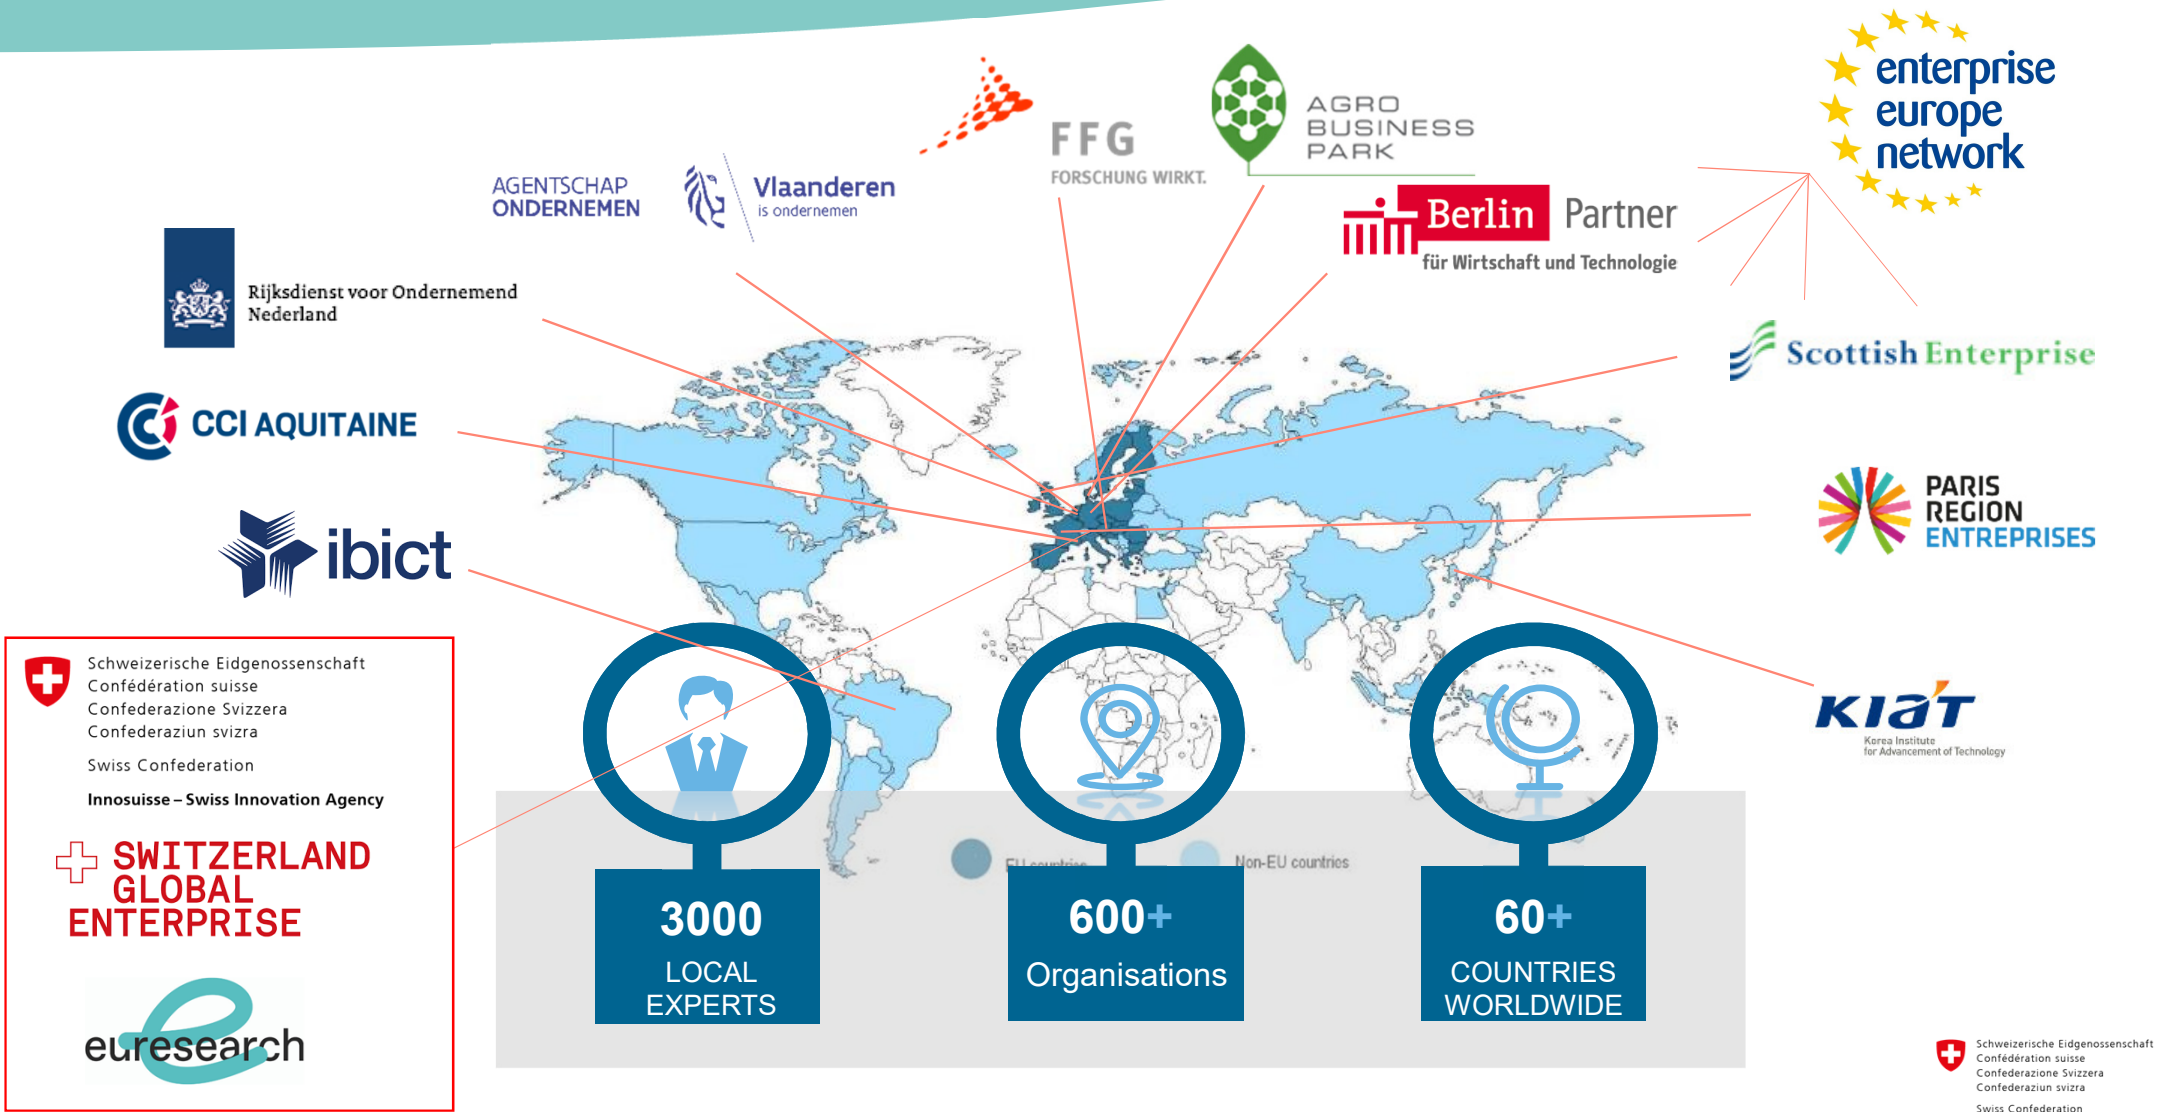 enterprise
europe
network
AGRO
BUSINESS
PARK
FFG
FORSCHUNG WIRKT.
AGENTSCHAP
ONDERNEMEN
Vlaanderen
is ondernemen
Berlin Partner
für Wirtschaft und Technologie
Rijksdienst voor Ondernemend
Nederland
Scottish Enterprise
CCI AQUITAINE
PARIS
REGION
ENTREPRISES
ibict
Schweizerische Eidgenossenschaft
Confédération suisse
Confederazione Svizzera
Confederaziun svizra
Swiss Confederation
Innosuisse – Swiss Innovation Agency
SWITZERLAND
GLOBAL
ENTERPRISE
euresearch
KIAT
Korea Institute
for Advancement of Technology
EU countries
Non-EU countries
3000
LOCAL
EXPERTS
600+
Organisations
60+
COUNTRIES
WORLDWIDE
Schweizerische Eidgenossenschaft
Confédération suisse
Confederazione Svizzera
Confederaziun svizra
Swiss Confederation